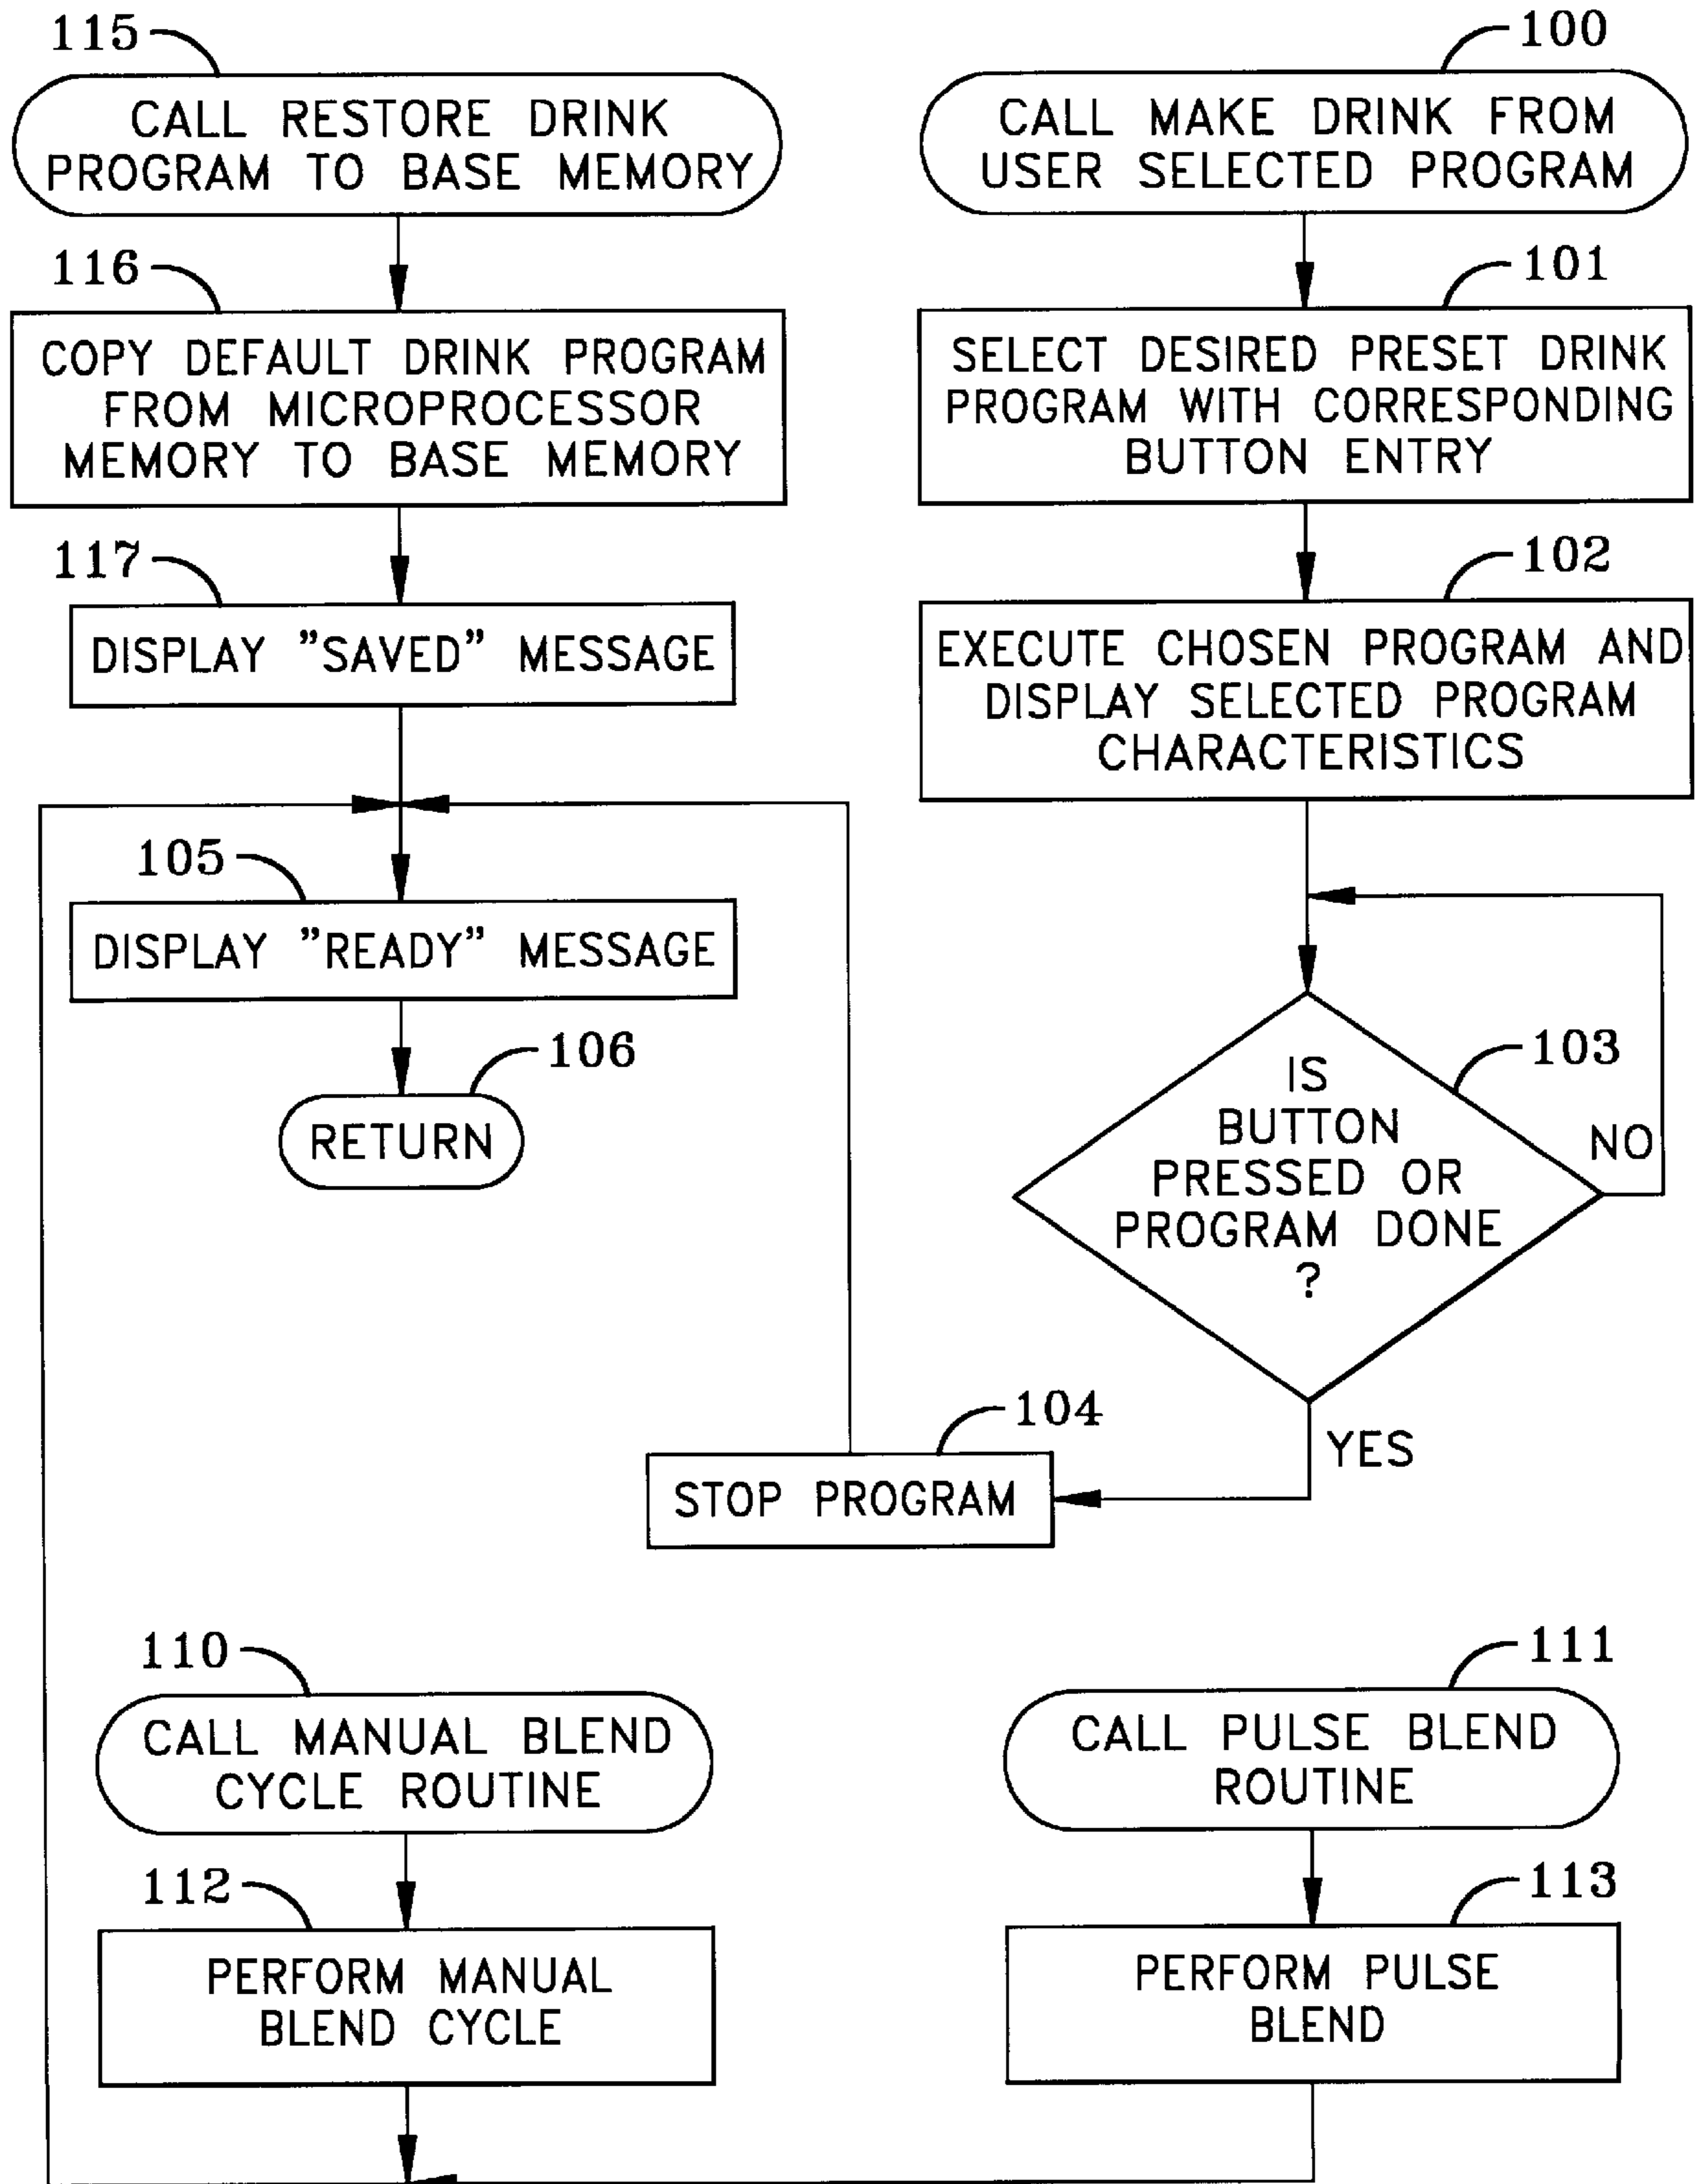 115
CALL RESTORE DRINK
PROGRAM TO BASE MEMORY
116
COPY DEFAULT DRINK PROGRAM
FROM MICROPROCESSOR
MEMORY TO BASE MEMORY
117
DISPLAY "SAVED" MESSAGE
105
DISPLAY "READY" MESSAGE
106
RETURN
100
CALL MAKE DRINK FROM
USER SELECTED PROGRAM
101
SELECT DESIRED PRESET DRINK
PROGRAM WITH CORRESPONDING
BUTTON ENTRY
102
EXECUTE CHOSEN PROGRAM AND
DISPLAY SELECTED PROGRAM
CHARACTERISTICS
103
IS
BUTTON
PRESSED OR
PROGRAM DONE
?
NO
YES
104
STOP PROGRAM
110
CALL MANUAL BLEND
CYCLE ROUTINE
112
PERFORM MANUAL
BLEND CYCLE
111
CALL PULSE BLEND
ROUTINE
113
PERFORM PULSE
BLEND